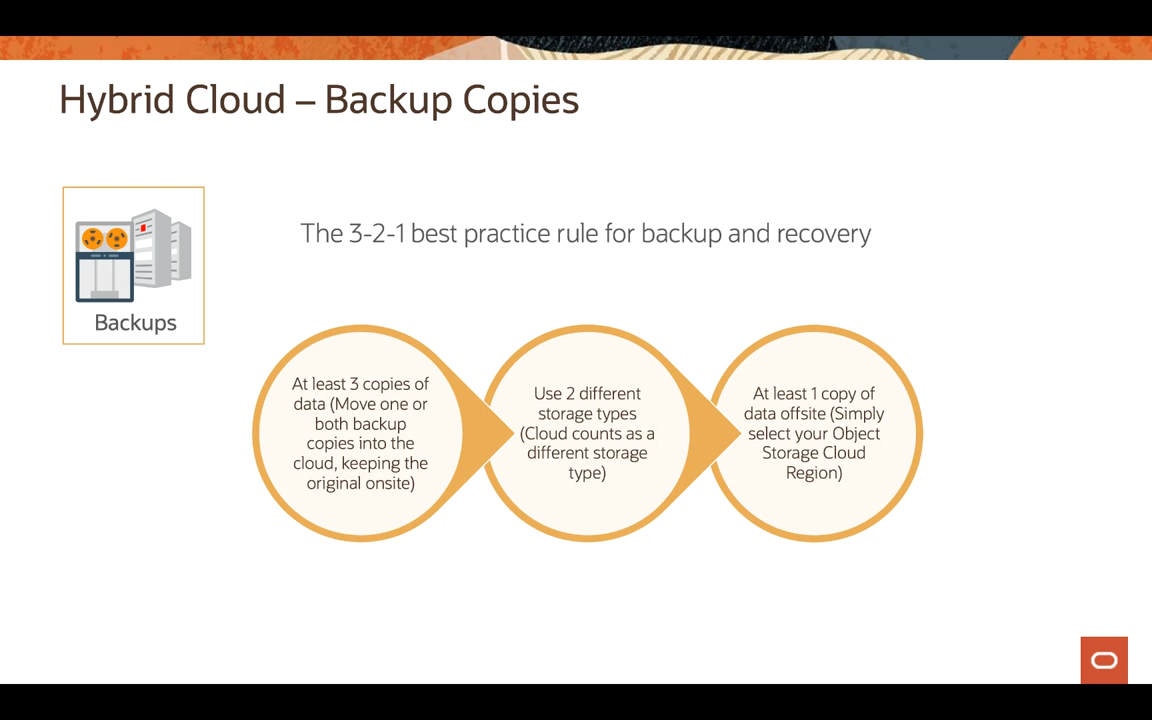 Hybrid Cloud – Backup Copies
The 3-2-1 best practice rule for backup and recovery
Backups
At least 3 copies of
data (Move one or
both backup
copies into the
cloud, keeping the
original onsite)
Use 2 different
storage types
(Cloud counts as a
different storage
type)
At least 1 copy of
data offsite (Simply
select your Object
Storage Cloud
Region)